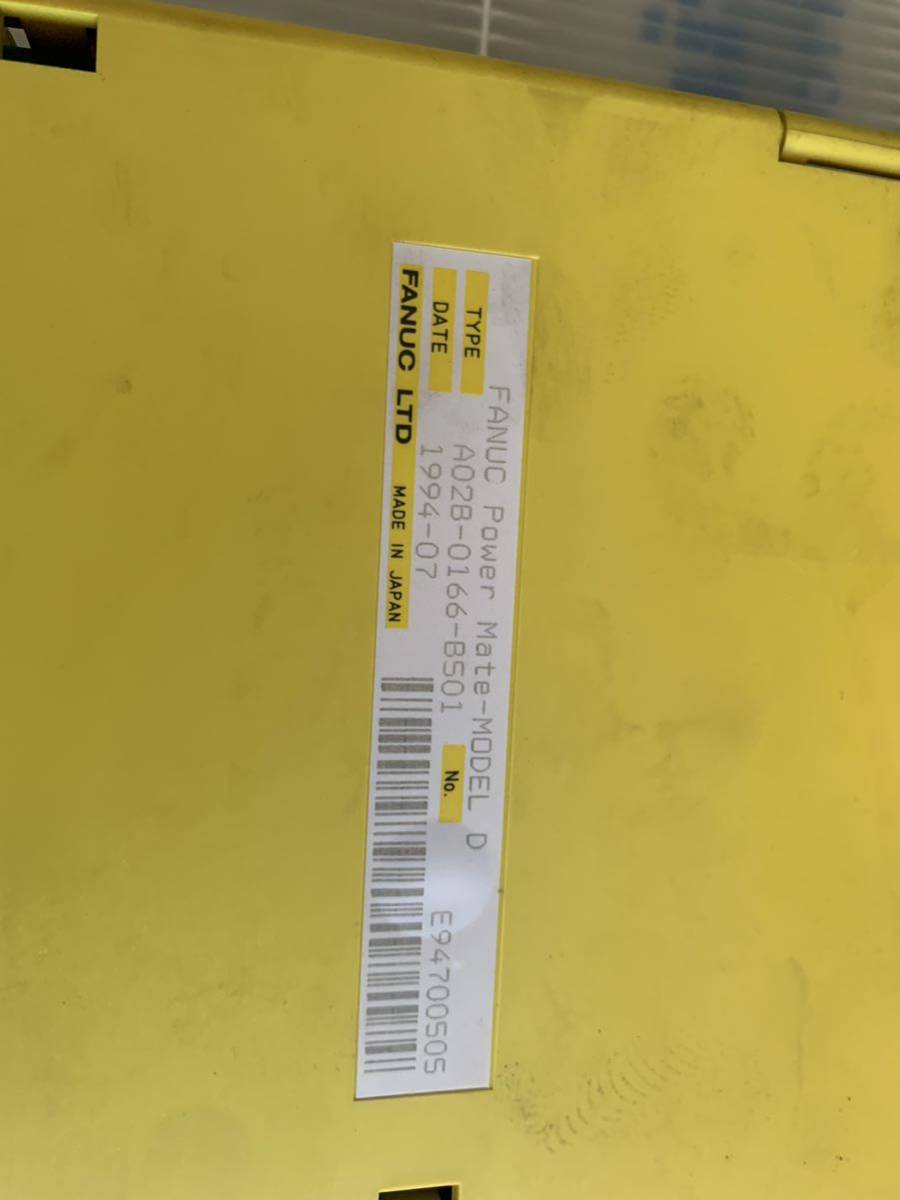 FANUC Power Mate-MODEL D
TYPE A02B-0166-B501 No. E94700505
DATE 1994-07
FANUC LTD MADE IN JAPAN